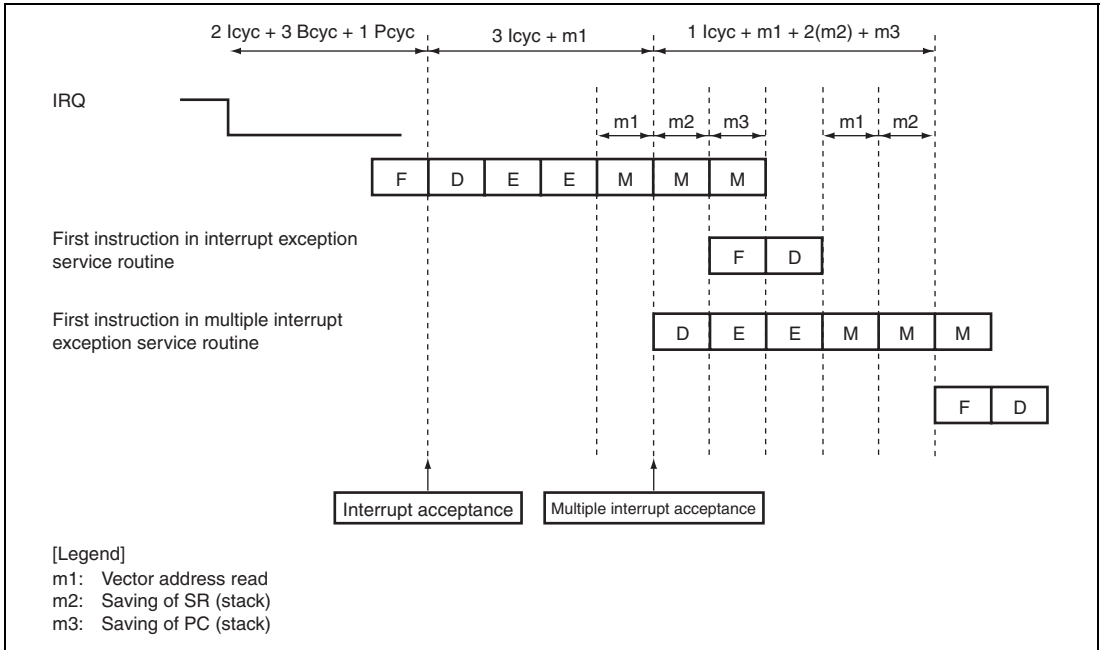 2 Icyc + 3 Bcyc + 1 Pcyc 3 Icyc + m1 1 Icyc + m1 + 2(m2) + m3
IRQ
m1 m2 m3 m1 m2
F D E E M M M
First instruction in interrupt exception
service routine
F D
First instruction in multiple interrupt
exception service routine
D E E M M M
F D
Interrupt acceptance Multiple interrupt acceptance
[Legend]
m1: Vector address read
m2: Saving of SR (stack)
m3: Saving of PC (stack)